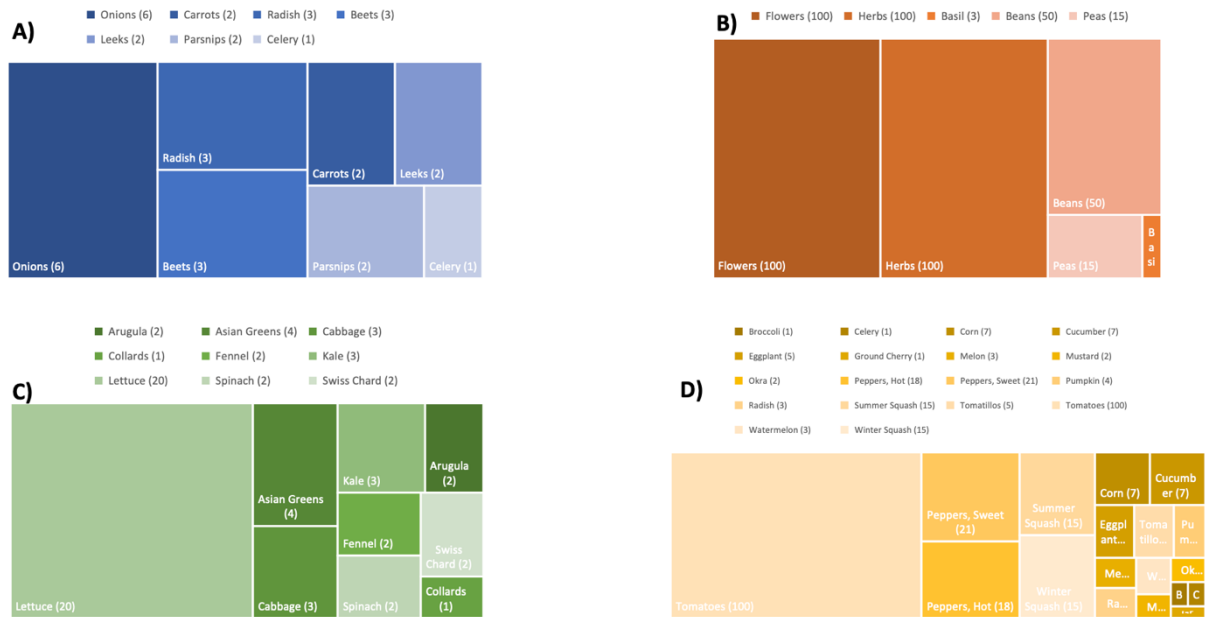 A)
Onions (6) Carrots (2) Radish (3) Beets (3)
Leeks (2) Parsnips (2) Celery (1)
Onions (6)
Radish (3)
Beets (3)
Carrots (2)
Leeks (2)
Parsnips (2)
Celery (1)
B)
Flowers (100) Herbs (100) Basil (3) Beans (50) Peas (15)
Flowers (100)
Herbs (100)
Beans (50)
Peas (15)
B
a
si
C)
Arugula (2) Asian Greens (4) Cabbage (3)
Collards (1) Fennel (2) Kale (3)
Lettuce (20) Spinach (2) Swiss Chard (2)
Lettuce (20)
Asian Greens
(4)
Cabbage (3)
Kale (3)
Arugula
(2)
Fennel (2)
Spinach (2)
Swiss
Chard (2)
Collards
(1)
D)
Broccoli (1) Celery (1) Corn (7) Cucumber (7)
Eggplant (5) Ground Cherry (1) Melon (3) Mustard (2)
Okra (2) Peppers, Hot (18) Peppers, Sweet (21) Pumpkin (4)
Radish (3) Summer Squash (15) Tomatillos (5) Tomatoes (100)
Watermelon (3) Winter Squash (15)
Tomatoes (100)
Peppers, Sweet
(21)
Peppers, Hot (18)
Summer
Squash (15)
Winter
Squash (15)
Corn (7)
Cucumb
er (7)
Eggpl
ant...
Toma
tillo...
Pu
m...
Me...
W...
Ok...
Ra...
M...
B
C